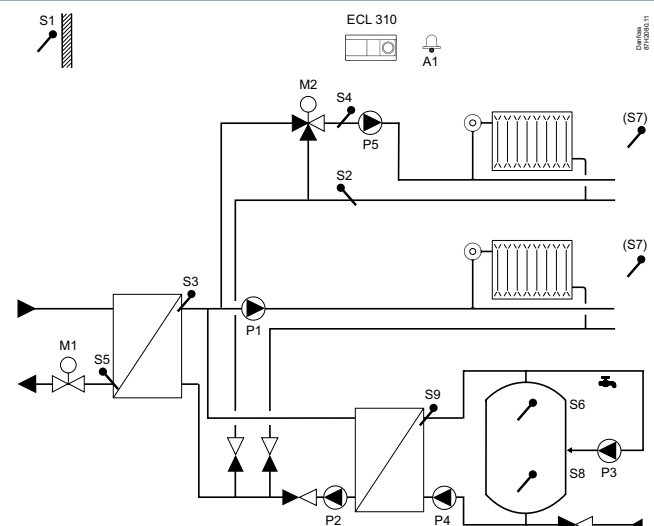 S1
ECL 310
A1
Danfoss
87H2080.11
M2
S4
P5
(S7)
S2
(S7)
S3
P1
M1
S5
S9
S6
S8
P3
P2
P4